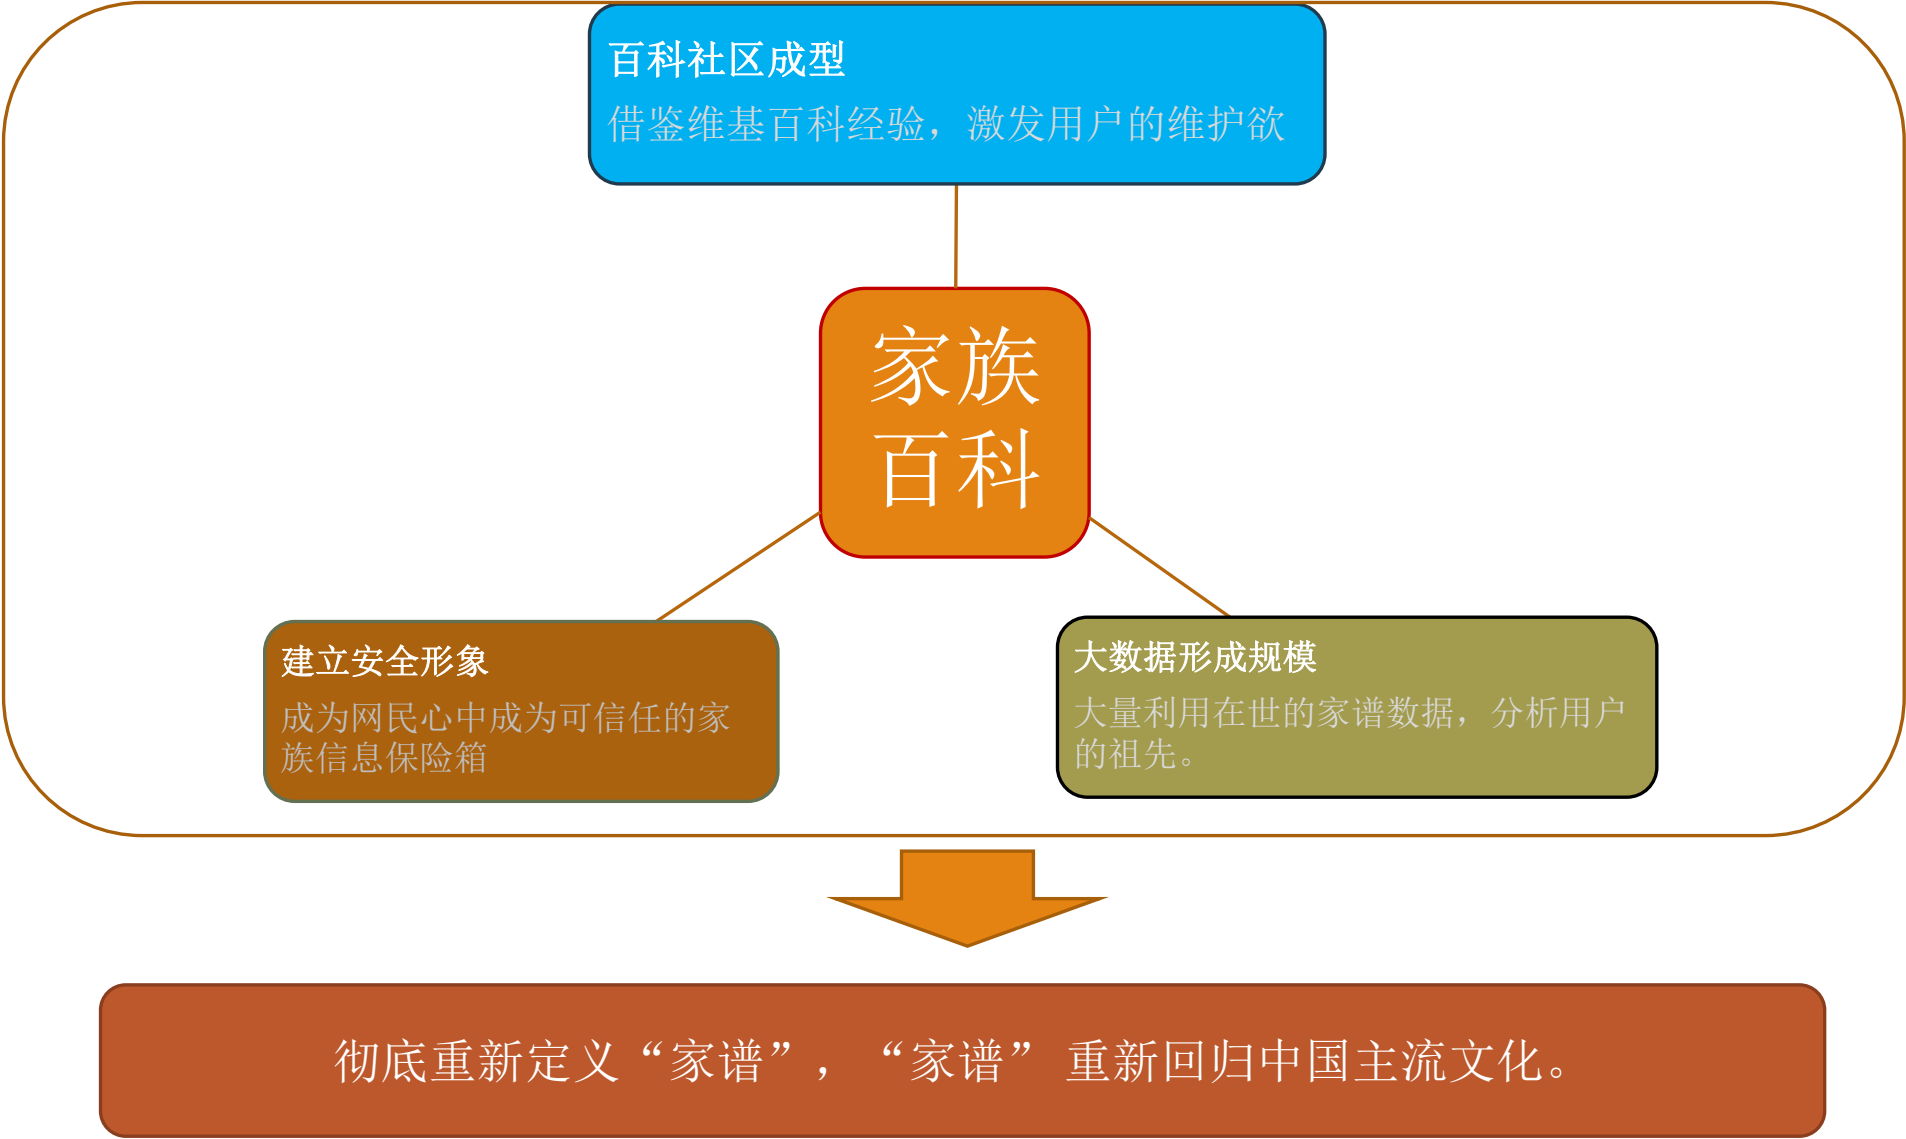 百科社区成型
借鉴维基百科经验，激发用户的维护欲
家族
百科
建立安全形象
成为网民心中成为可信任的家
族信息保险箱
大数据形成规模
大量利用在世的家谱数据，分析用户
的祖先。
彻底重新定义“家谱”，“家谱” 重新回归中国主流文化。